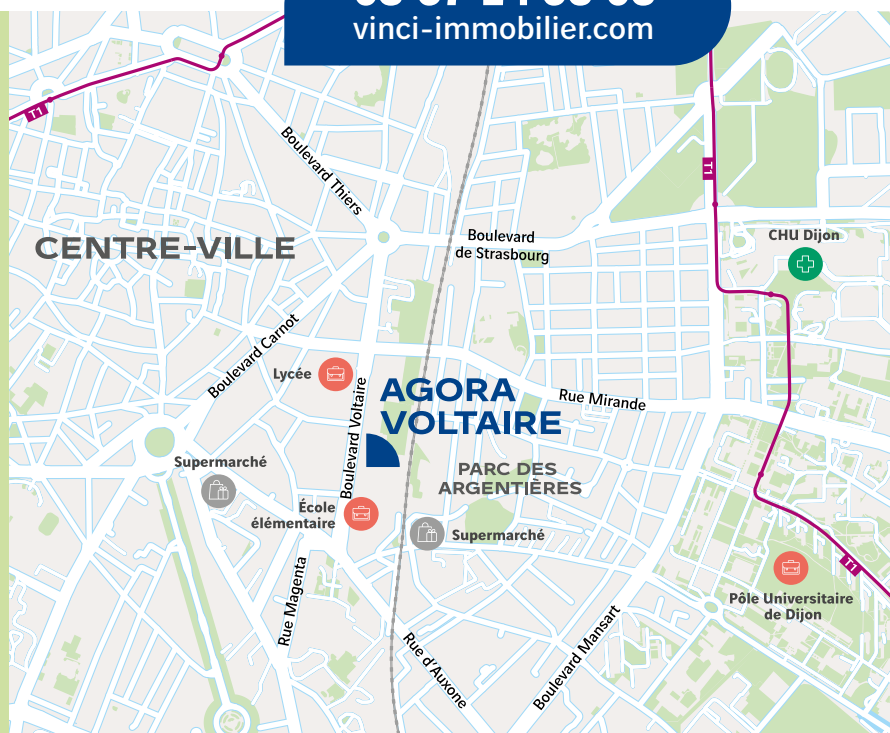 vinci-immobilier.com
T1
Boulevard Thiers
T1
CENTRE-VILLE
Boulevard
de Strasbourg
CHU Dijon
Boulevard Carnot
Lycée
Boulevard Voltaire
AGORA
VOLTAIRE
Rue Mirande
Supermarché
PARC DES
ARGENTIÈRES
École
élémentaire
Supermarché
T1
Pôle Universitaire
de Dijon
Rue Magenta
Rue d'Auxone
Boulevard Mansart